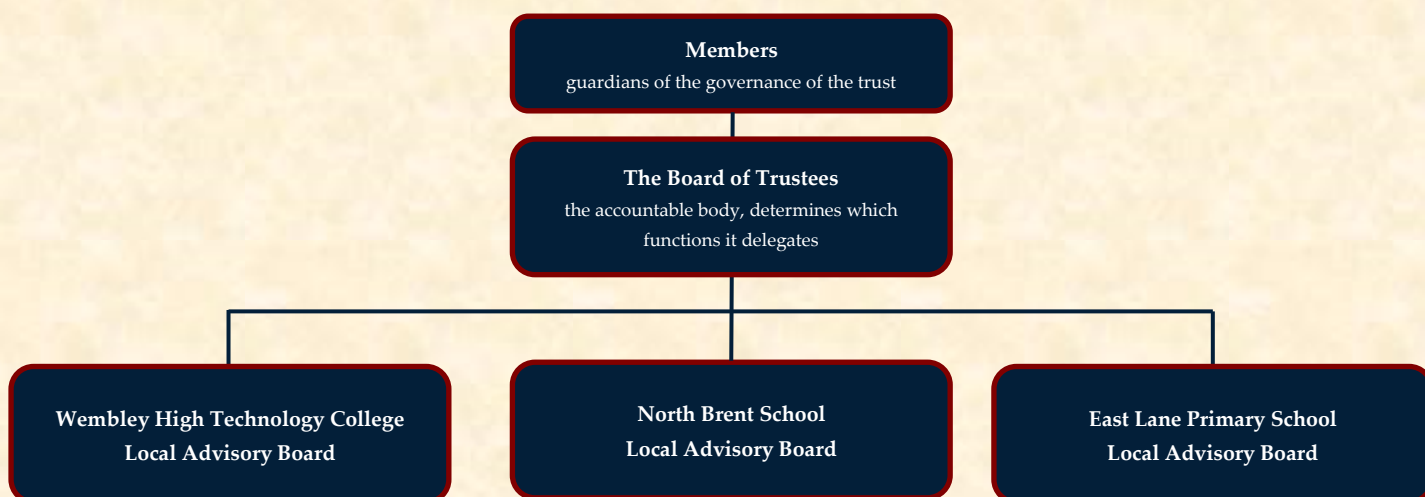 Members
guardians of the governance of the trust
The Board of Trustees
the accountable body, determines which
functions it delegates
Wembley High Technology College
Local Advisory Board
North Brent School
Local Advisory Board
East Lane Primary School
Local Advisory Board